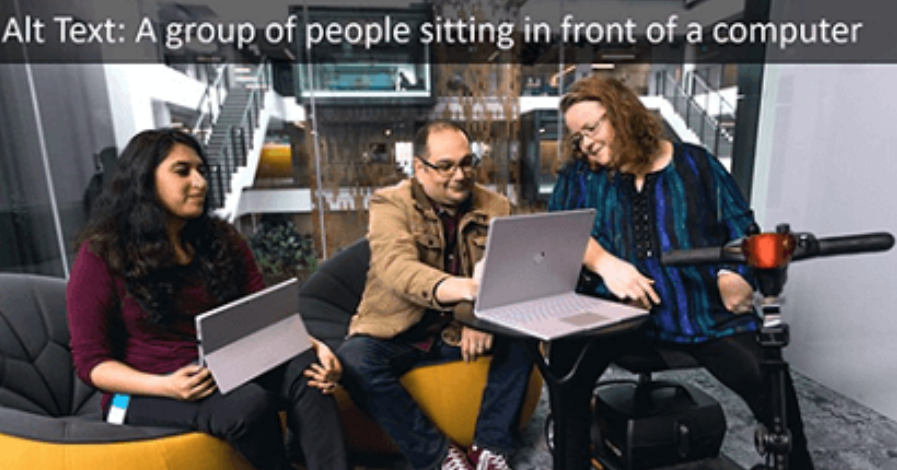 Alt Text: A group of people sitting in front of a computer